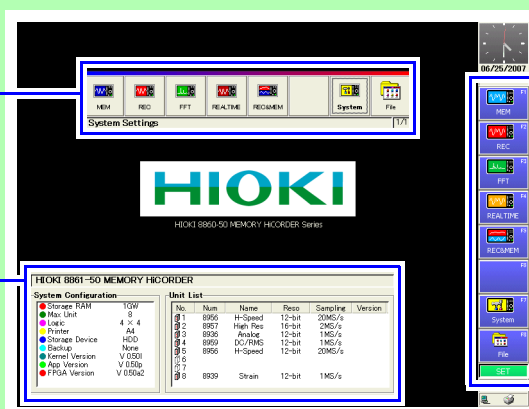 06/25/2007
MEM REC FFT REALTIME REC&MEM System File
System Settings 1/1
HIOKI
HIOKI 8860-50 MEMORY HiCORDER Series
HIOKI 8861-50 MEMORY HiCORDER
System Configuration
Storage RAM 1GW
Max Unit 8
Logic 4 × 4
Printer A4
Storage Device HDD
Backup None
Kernel Version V 0.50l
App Version V 0.50p
FPGA Version V 0.50a2
Unit List
No. Num Name Reso Sampling Version
1 8956 H-Speed 12-bit 20MS/s
2 8957 High Res 16-bit 2MS/s
3 8936 Analog 12-bit 1MS/s
4 8959 DC/RMS 12-bit 1MS/s
5 8956 H-Speed 12-bit 20MS/s
6
7
8 8939 Strain 12-bit 1MS/s
F1
MEM
F2
REC
F3
FFT
F4
REALTIME
F5
REC&MEM
F6
System
File
SET